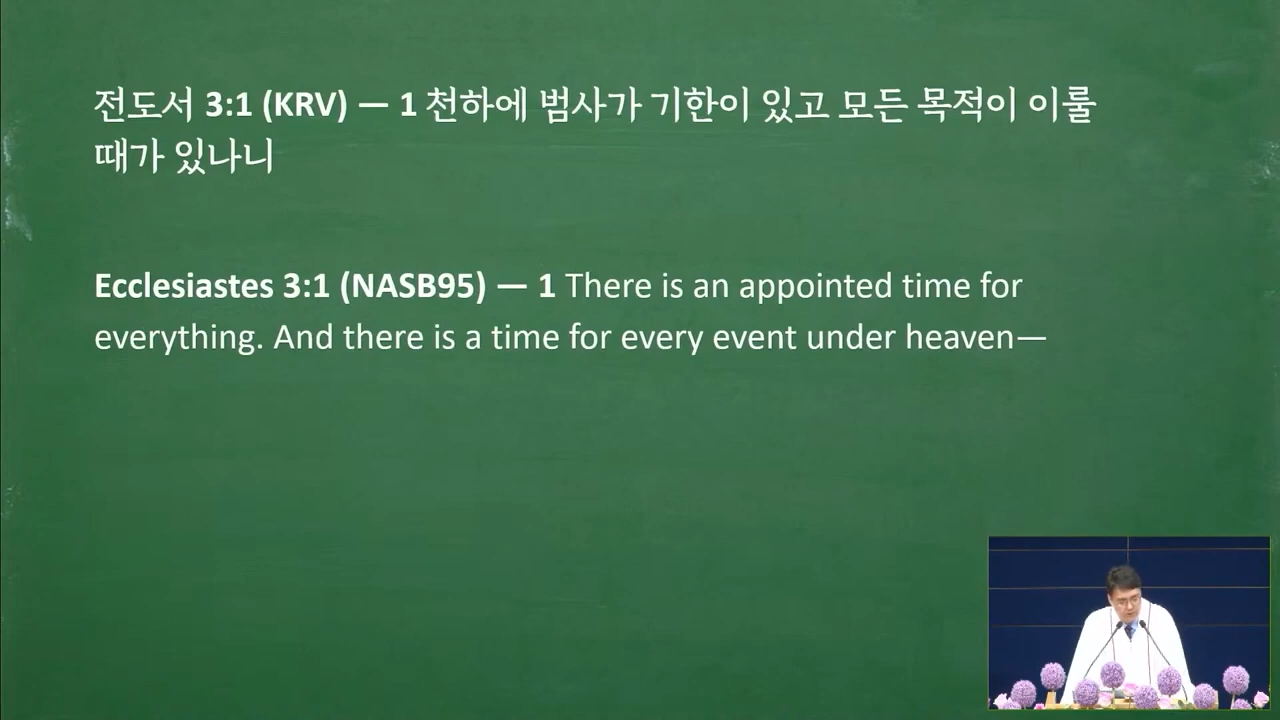 전도서 3:1 (KRV) — 1 천하에 범사가 기한이 있고 모든 목적이 이룰
때가 있나니
Ecclesiastes 3:1 (NASB95) — 1 There is an appointed time for
everything. And there is a time for every event under heaven—